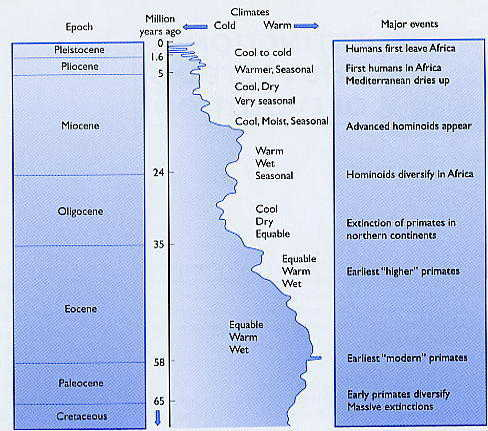 Climates
Epoch
Million
years ago
Cold
Warm
Major events
Pleistocene
0
Cool to cold
Humans first leave Africa
1.6
Pliocene
5
Warmer, Seasonal
First humans in Africa
Mediterranean dries up
Cool, Dry
Very seasonal
Miocene
Cool, Moist, Seasonal
Advanced hominoids appear
Warm
Wet
Seasonal
24
Hominoids diversify in Africa
Oligocene
Cool
Dry
Equable
Extinction of primates in
northern continents
35
Equable
Warm
Wet
Earliest "higher" primates
Eocene
Equable
Warm
Wet
58
Earliest "modern" primates
Paleocene
65
Early primates diversify
Massive extinctions
Cretaceous